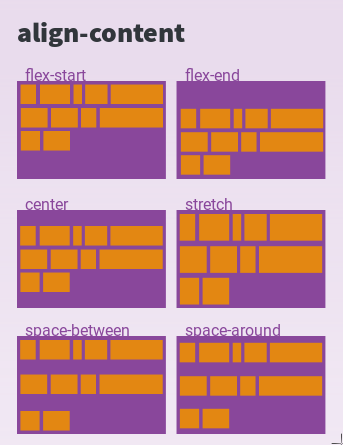 align-content
flex-start
flex-end
center
stretch
space-between
space-around